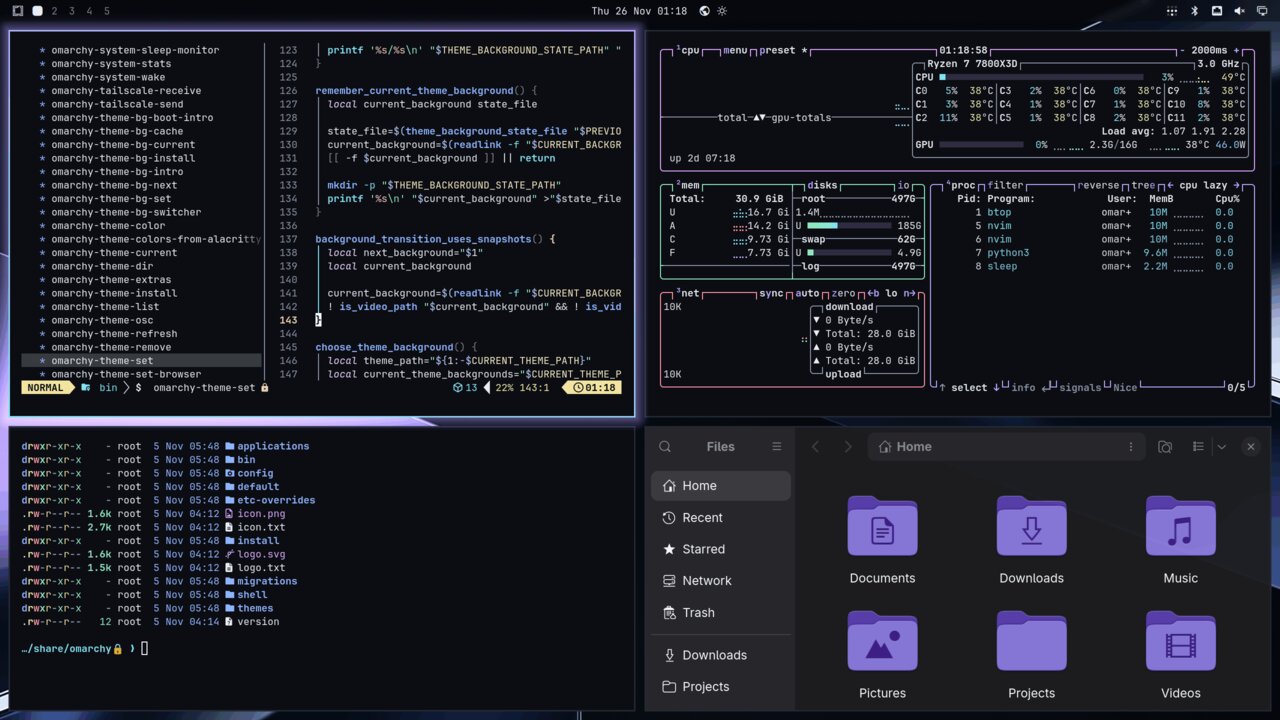 2 3 4 5
Thu 26 Nov 01:18
* omarchy-system-sleep-monitor
* omarchy-system-stats
* omarchy-system-wake
* omarchy-tailscale-receive
* omarchy-tailscale-send
* omarchy-theme-bg-boot-intro
* omarchy-theme-bg-cache
* omarchy-theme-bg-current
* omarchy-theme-bg-install
* omarchy-theme-bg-intro
* omarchy-theme-bg-next
* omarchy-theme-bg-set
* omarchy-theme-bg-switcher
* omarchy-theme-color
* omarchy-theme-colors-from-alacritty
* omarchy-theme-current
* omarchy-theme-dir
* omarchy-theme-extras
* omarchy-theme-install
* omarchy-theme-list
* omarchy-theme-osc
* omarchy-theme-refresh
* omarchy-theme-remove
* omarchy-theme-set
* omarchy-theme-set-browser
123 printf '%s/%s\n' "$THEME_BACKGROUND_STATE_PATH" "
124 }
125
126 remember_current_theme_background() {
127 local current_background state_file
128
129 state_file=$(theme_background_state_file "$PREVIO
130 current_background=$(readlink -f "$CURRENT_BACKGR
131 [[ -f $current_background ]] || return
132
133 mkdir -p "$THEME_BACKGROUND_STATE_PATH"
134 printf '%s\n' "$current_background" >"$state_file
135 }
136
137 background_transition_uses_snapshots() {
138 local next_background="$1"
139 local current_background
140
141 current_background=$(readlink -f "$CURRENT_BACKGR
142 ! is_video_path "$current_background" && ! is_vid
143 }
144
145 choose_theme_background() {
146 local theme_path="${1:-$CURRENT_THEME_PATH}"
147 local current_theme_backgrounds="$CURRENT_THEME_P
NORMAL bin $ omarchy-theme-set 13 22% 143:1 01:18
1cpu menu preset * 01:18:58 - 2000ms +
Ryzen 7 7800X3D 3.0 GHz
CPU 3% 49°C
C0 5% 38°C C3 2% 38°C C6 0% 38°C C9 1% 38°C
C1 3% 38°C C4 1% 38°C C7 1% 38°C C10 8% 38°C
C2 11% 38°C C5 1% 38°C C8 2% 38°C C11 2% 38°C
total ▲▼ gpu-totals
Load avg: 1.07 1.91 2.28
GPU 0% 2.3G/16G 38°C 46.0W
up 2d 07:18
2mem disks io
Total: 30.9 GiB root 497G
U 16.7 Gi 1.4M
A 14.2 Gi U 185G
C 9.73 Gi swap 62G
F 7.73 Gi U 4.9G
log 497G
3net sync auto zero ←b lo n→
10K
download
▼ 0 Byte/s
▼ Total: 28.0 GiB
▲ 0 Byte/s
▲ Total: 28.0 GiB
10K
upload
4proc filter reverse tree ← cpu lazy →
Pid: Program: User: MemB Cpu%
1 btop omar+ 10M 0.0
5 nvim omar+ 10M 0.0
6 nvim omar+ 10M 0.0
7 python3 omar+ 9.6M 0.0
8 sleep omar+ 2.2M 0.0
↑ select ↓ info ↵ signals Nice 0/5
drwxr-xr-x - root 5 Nov 05:48 applications
drwxr-xr-x - root 5 Nov 05:48 bin
drwxr-xr-x - root 5 Nov 05:48 config
drwxr-xr-x - root 5 Nov 05:48 default
drwxr-xr-x - root 5 Nov 05:48 etc-overrides
.rw-r--r-- 1.6k root 5 Nov 04:12 icon.png
.rw-r--r-- 2.7k root 5 Nov 04:12 icon.txt
drwxr-xr-x - root 5 Nov 05:48 install
.rw-r--r-- 1.6k root 5 Nov 04:12 logo.svg
.rw-r--r-- 1.5k root 5 Nov 04:12 logo.txt
drwxr-xr-x - root 5 Nov 05:48 migrations
drwxr-xr-x - root 5 Nov 05:48 shell
drwxr-xr-x - root 5 Nov 05:48 themes
.rw-r--r-- 12 root 5 Nov 04:14 version
…/share/omarchy ❯
Files
Home
Recent
Starred
Network
Trash
Downloads
Projects
Home
Documents
Downloads
Music
Pictures
Projects
Videos